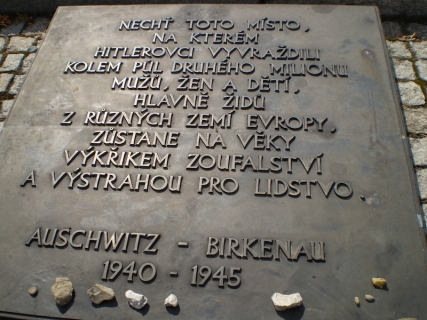 NECHŤ TOTO MÍSTO,
NA KTERÉM
HITLEROVCI VYVRAŽDILI
KOLEM PŮL DRUHÉHO MILIONU
MUŽŮ, ŽEN A DĚTÍ,
HLAVNĚ ŽIDŮ
Z RŮZNÝCH ZEMÍ EVROPY,
ZŮSTANE NA VĚKY
VÝKŘIKEM ZOUFALSTVÍ
A VÝSTRAHOU PRO LIDSTVO.
AUSCHWITZ - BIRKENAU
1940 - 1945